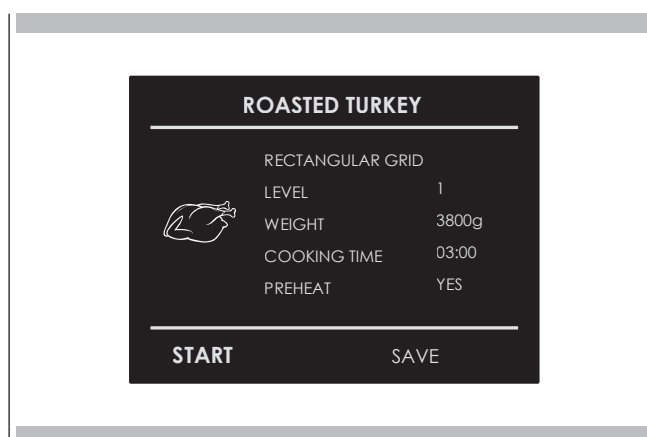 ROASTED TURKEY
RECTANGULAR GRID
LEVEL 1
WEIGHT 3800g
COOKING TIME 03:00
PREHEAT YES
START SAVE